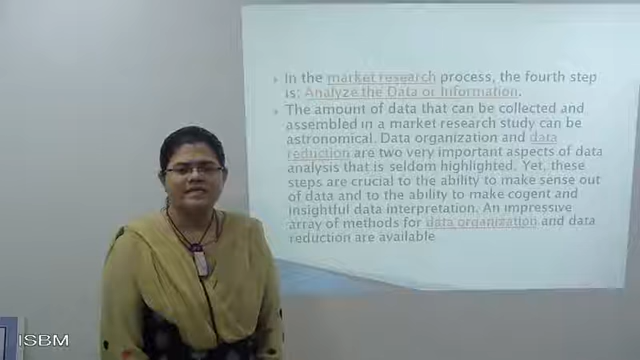 In the market research process, the fourth step
is: Analyze the Data or Information.
The amount of data that can be collected and
assembled in a market research study can be
astronomical. Data organization and data
reduction are two very important aspects of data
analysis that is seldom highlighted. Yet, these
steps are crucial to the ability to make sense out
of data and to the ability to make cogent and
insightful data interpretation. An impressive
array of methods for data organization and data
reduction are available
ISBM